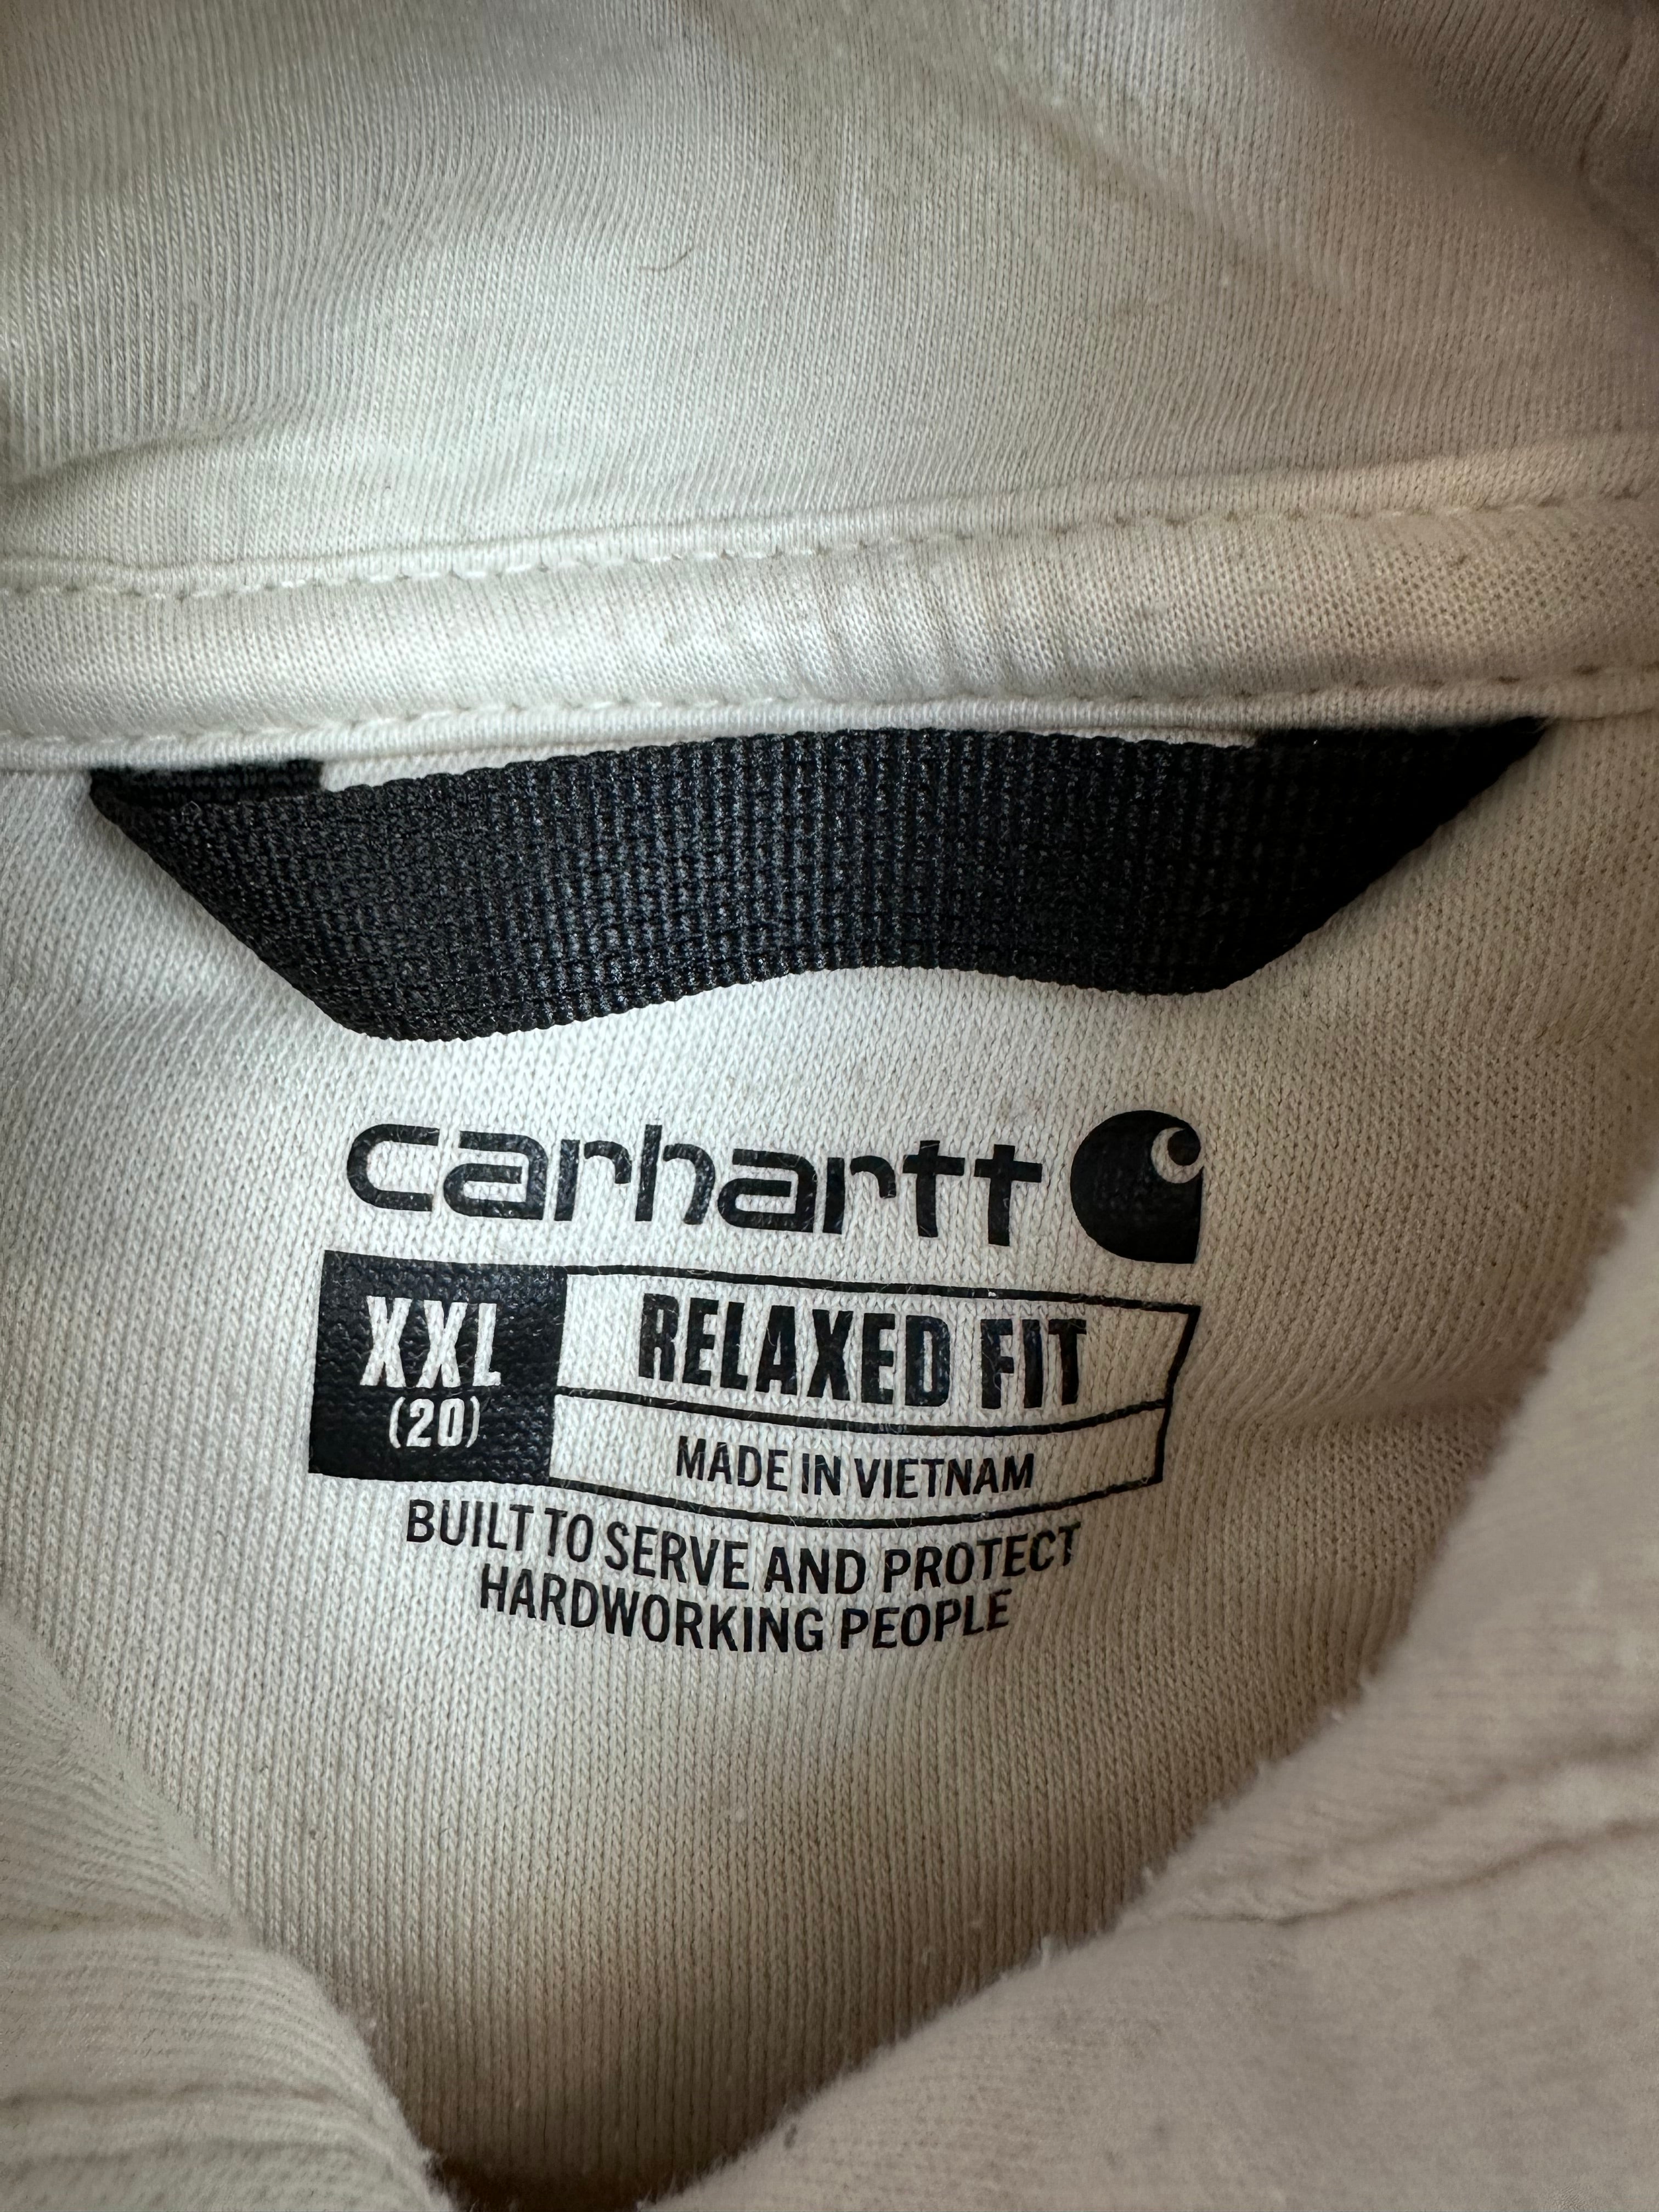 carhartt
XXL
(20)
RELAXED FIT
MADE IN VIETNAM
BUILT TO SERVE AND PROTECT
HARDWORKING PEOPLE